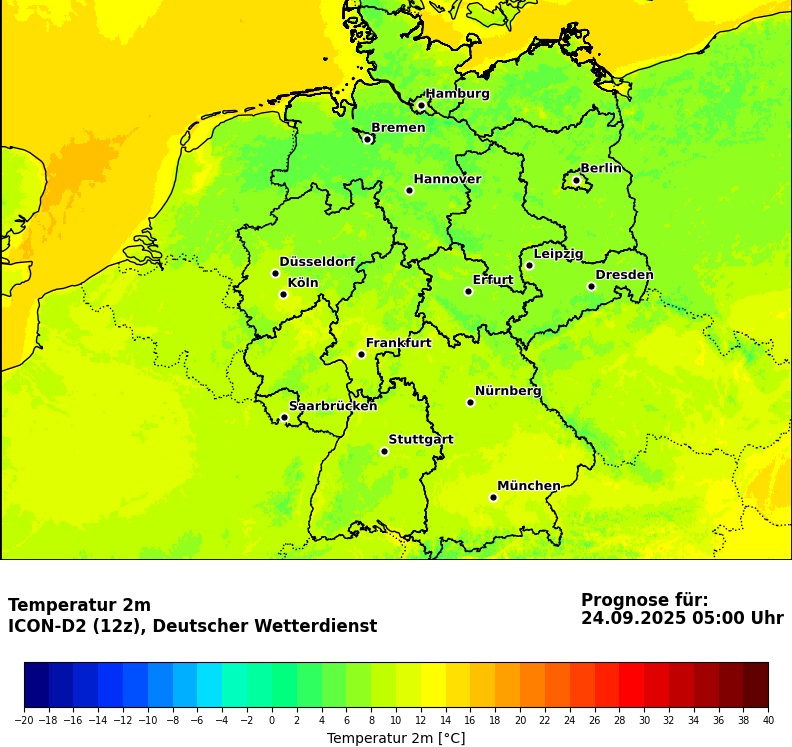 Hamburg
Bremen
Berlin
Hannover
Leipzig
Düsseldorf
Dresden
Köln
Erfurt
Frankfurt
Nürnberg
Saarbrücken
Stuttgart
München
Temperatur 2m
ICON-D2 (12z), Deutscher Wetterdienst
Prognose für:
24.09.2025 05:00 Uhr
−20 −18 −16 −14 −12 −10 −8 −6 −4 −2 0 2 4 6 8 10 12 14 16 18 20 22 24 26 28 30 32 34 36 38 40
Temperatur 2m [°C]